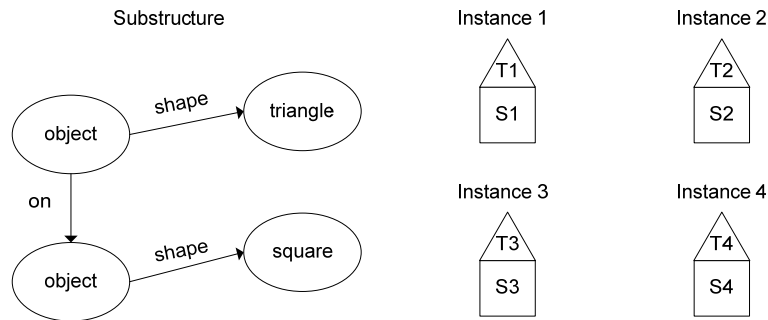 Substructure
object
shape
triangle
on
object
shape
square
Instance 1
T1
S1
Instance 2
T2
S2
Instance 3
T3
S3
Instance 4
T4
S4